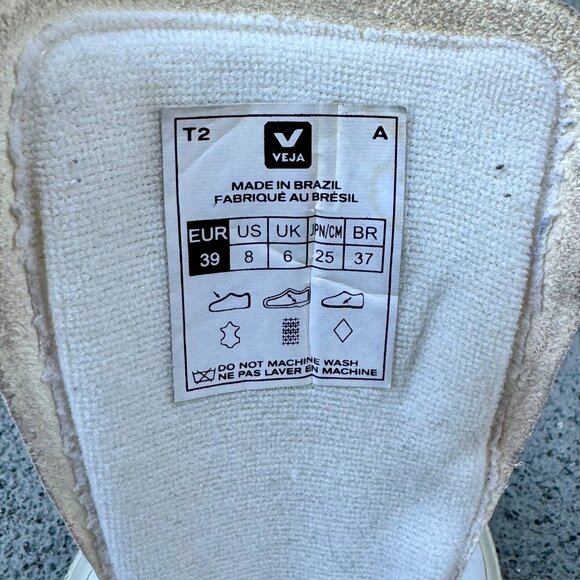 T2 VEJA A
MADE IN BRAZIL
FABRIQUÉ AU BRÉSIL
EUR US UK JPN/CM BR
39 8 6 25 37
DO NOT MACHINE WASH
NE PAS LAVER EN MACHINE